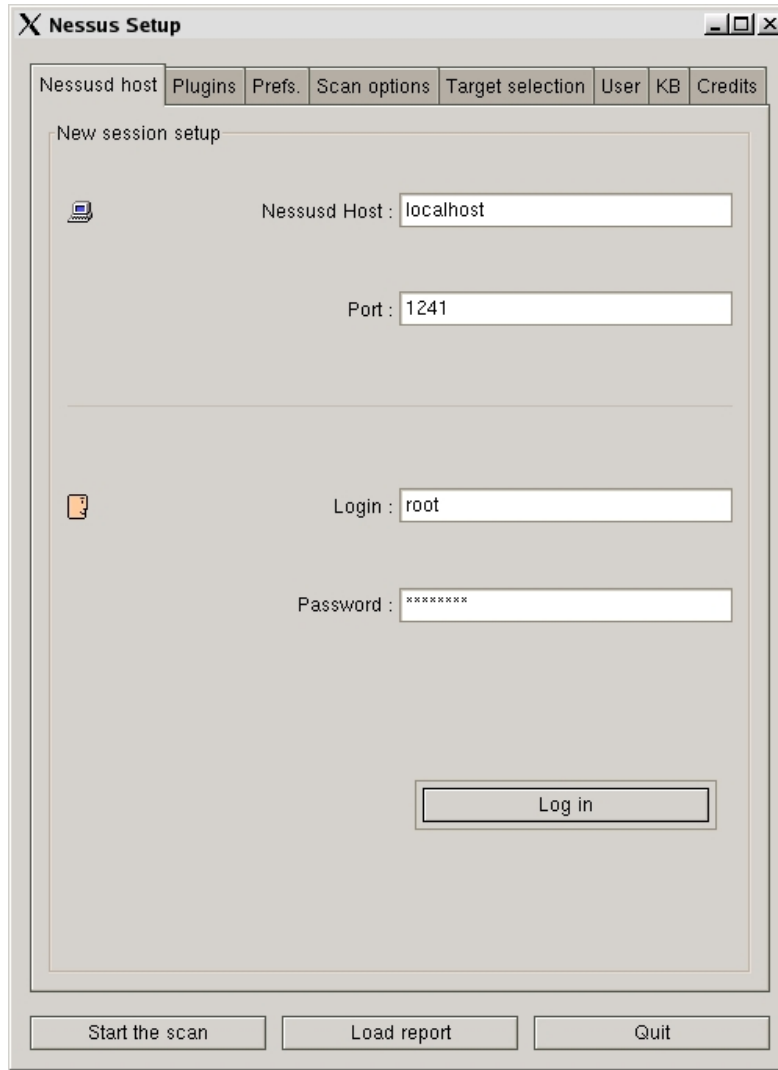 Nessus Setup
Nessusd host Plugins Prefs. Scan options Target selection User KB Credits
New session setup
Nessusd Host : localhost
Port : 1241
Login : root
Password : ********
Log in
Start the scan Load report Quit